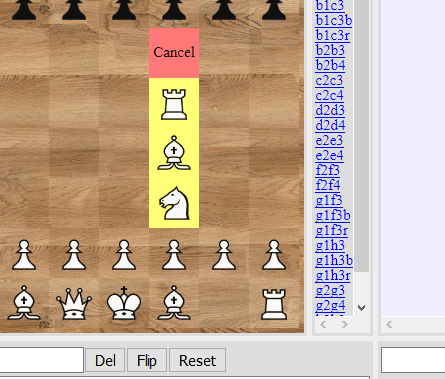 Cancel
b1c3
b1c3b
b1c3r
b2b3
b2b4
c2c3
c2c4
d2d3
d2d4
e2e3
e2e4
f2f3
f2f4
g1f3
g1f3b
g1f3r
g1h3
g1h3b
g1h3r
g2g3
g2g4
Del
Flip
Reset